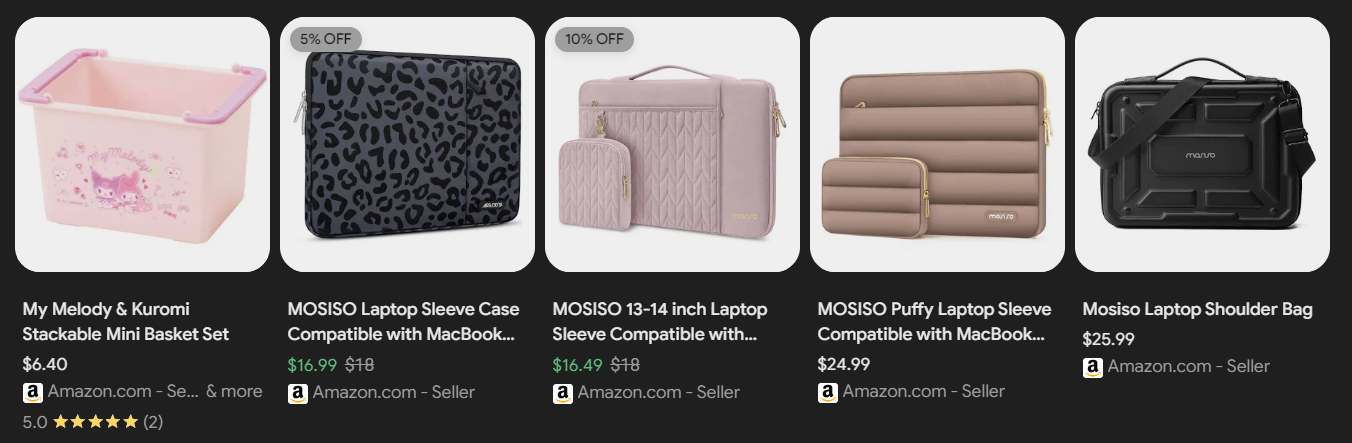 5% OFF
10% OFF
mosiso
mosiso
mosiso
My Melody & Kuromi
Stackable Mini Basket Set
$6.40
Amazon.com - Se... & more
5.0 ★★★★★ (2)
MOSISO Laptop Sleeve Case
Compatible with MacBook...
$16.99 $18
Amazon.com - Seller
MOSISO 13-14 inch Laptop
Sleeve Compatible with...
$16.49 $18
Amazon.com - Seller
MOSISO Puffy Laptop Sleeve
Compatible with MacBook...
$24.99
Amazon.com - Seller
Mosiso Laptop Shoulder Bag
$25.99
Amazon.com - Seller